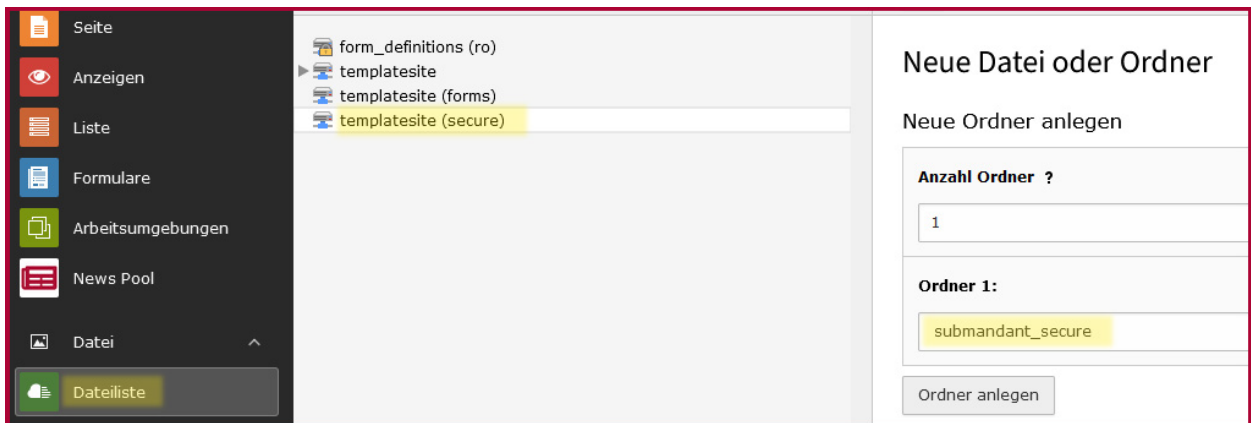 Seite
Anzeigen
Liste
Formulare
Arbeitsumgebungen
News Pool
Datei
Dateiliste
form_definitions (ro)
templatesite
templatesite (forms)
templatesite (secure)
Neue Datei oder Ordner
Neue Ordner anlegen
Anzahl Ordner ?
1
Ordner 1:
submandant_secure
Ordner anlegen